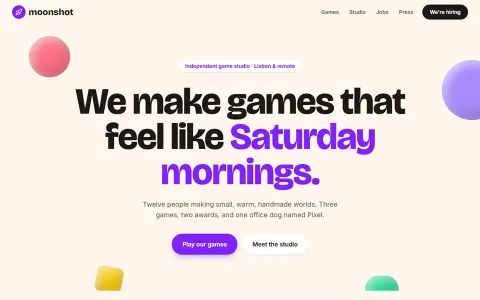 moonshot
Games Studio Jobs Press We're hiring
Independent game studio · Lisbon & remote
We make games that
feel like Saturday
mornings.
Twelve people making small, warm, handmade worlds. Three
games, two awards, and one office dog named Pixel.
Play our games Meet the studio